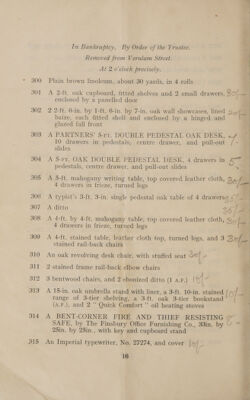 In Bankruptcy. By Order of the Trustee.
Removed from Verulam Street.
At 2 o'clock precisely.
300 Plain brown linoleum, about 30 yards, in 4 rolls
301 A 2-ft. oak cupboard, fitted shelves and 2 small drawers, 30/-
enclosed by a panelled door
302 2 2-ft. 6-in. by 1-ft. 6-in. by 7-in. oak wall showcases, lined
baize, each fitted shelf and enclosed by a hinged and
glazed fall front
303 A PARTNERS' 5-FT. DOUBLE PEDESTAL OAK DESK,
10 drawers in pedestals, centre drawer, and pull-out
slides
304 A 5-FT. OAK DOUBLE PEDESTAL DESK, 4 drawers in
pedestals, centre drawer, and pull-out slides
305 A 5-ft. mahogany writing table, top covered leather cloth, 30/-
4 drawers in frieze, turned legs
306 A typist's 3-ft. 3-in. single pedestal oak table of 4 drawers
307 A ditto
308 A 4-ft. by 4-ft. mahogany table, top covered leather cloth, 30/-
4 drawers in frieze, turned legs
309 A 4-ft. stained table, leather cloth top, turned legs, and 3
stained rail-back chairs
310 An oak revolving desk chair, with stuffed seat 30/-
311 2 stained frame rail-back elbow chairs
312 3 bentwood chairs, and 2 ebonized ditto (1 A.F.) 10/-
313 A 18-in. oak umbrella stand with liner, a 3-ft. 10-in. stained 10/-
range of 3-tier shelving, a 3-ft. oak 3-tier bookstand
(A.F.), and 2 " Quick Comfort " oil heating stoves
314 A BENT-CORNER FIRE AND THIEF RESISTING
SAFE, by The Finsbury Office Furnishing Co., 33in. by
25in. by 25in., with key and cupboard stand
315 An Imperial typewriter, No. 27274, and cover 10/-
16